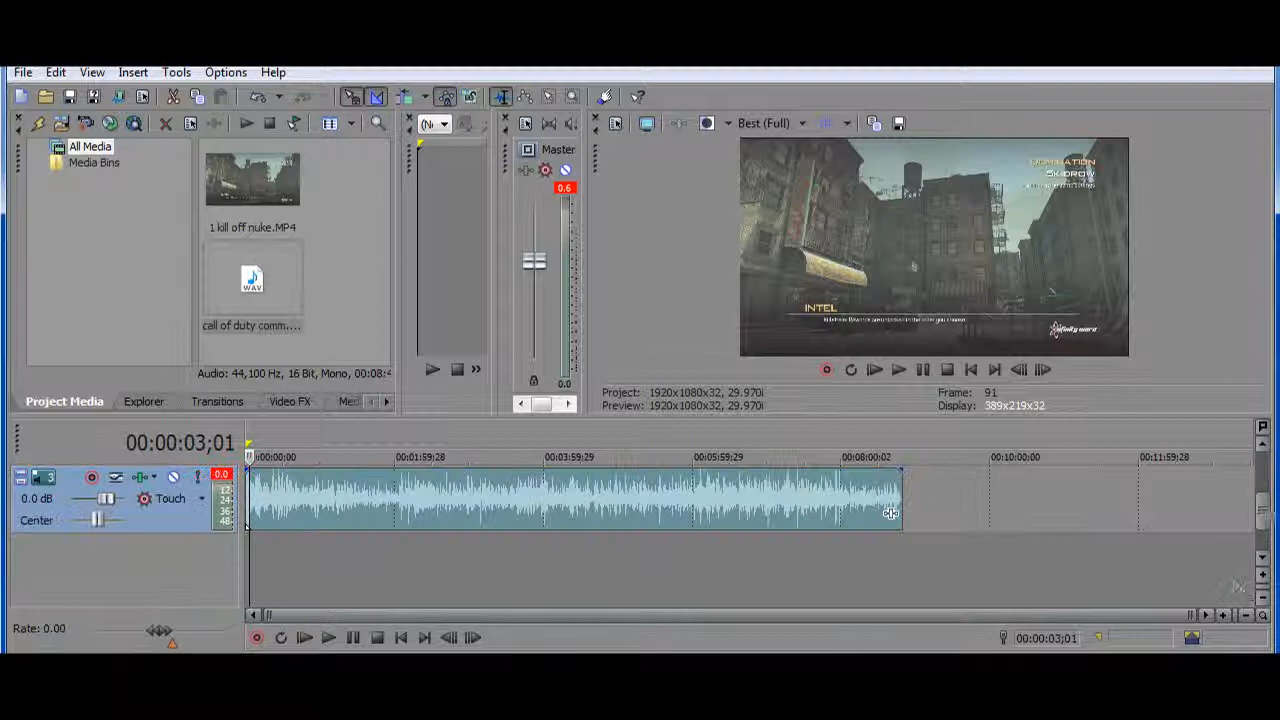 File Edit View Insert Tools Options Help
Best (Full)
All Media
Media Bins
1 kill off nuke.MP4
WAV
call of duty comm....
Audio: 44,100 Hz, 16 Bit, Mono, 00:08:4
Project Media Explorer Transitions Video FX Me
(N
Master
0.6
0.0
DOMINATION
SKIDROW
INTEL
infinity ward
Project: 1920x1080x32, 29.970i
Preview: 1920x1080x32, 29.970i
Frame: 91
Display: 389x219x32
00:00:03;01
00:00:00 00:01:59:28 00:03:59:29 00:05:59:29 00:08:00:02 00:10:00:00 00:11:59:28
3
0.0
0.0 dB Touch
Center
12
24
36
48
Rate: 0.00
00:00:03;01